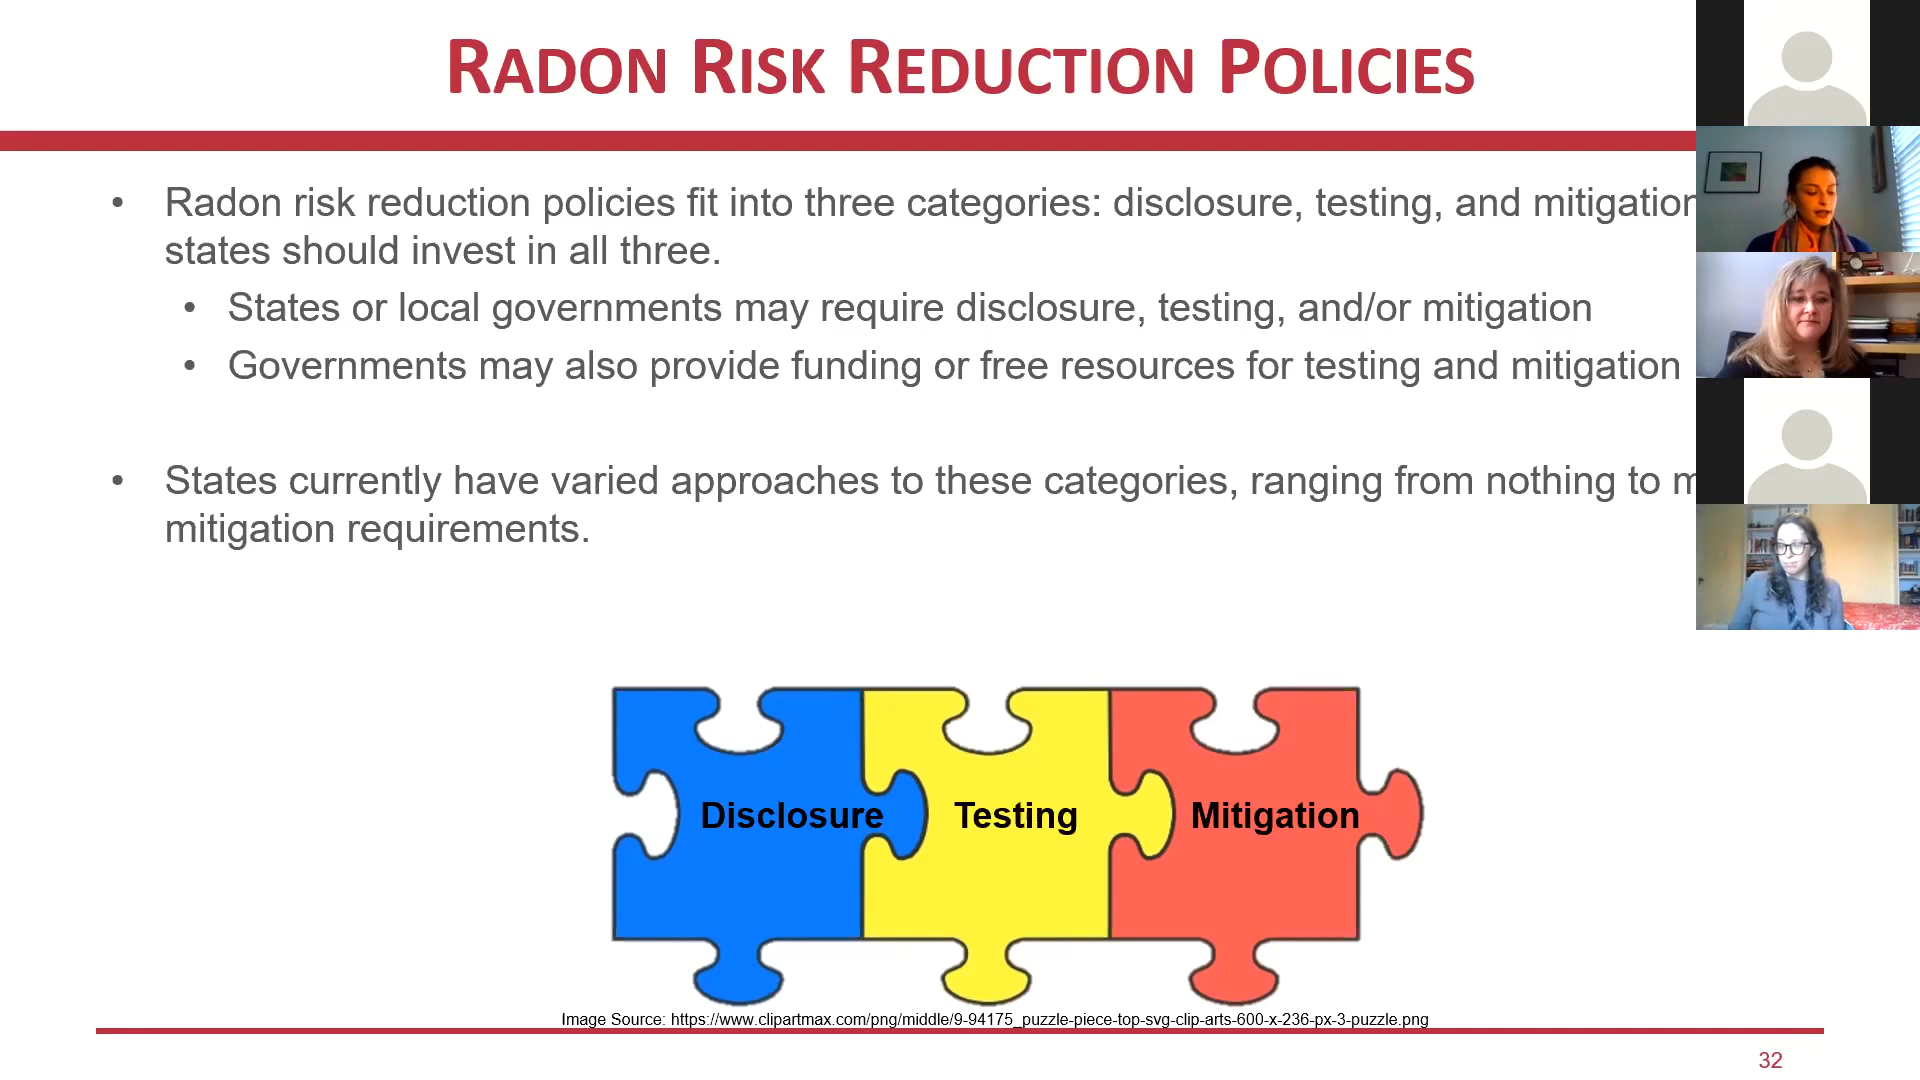 RADON RISK REDUCTION POLICIES
• Radon risk reduction policies fit into three categories: disclosure, testing, and mitigation
states should invest in all three.
• States or local governments may require disclosure, testing, and/or mitigation
• Governments may also provide funding or free resources for testing and mitigation
• States currently have varied approaches to these categories, ranging from nothing to
mitigation requirements.
Disclosure Testing Mitigation
Image Source: https://www.clipartmax.com/png/middle/9-94175_puzzle-piece-top-svg-clip-arts-600-x-236-px-3-puzzle.png
32